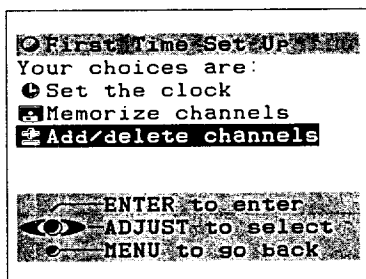 First Time Set Up
Your choices are:
Set the clock
Memorize channels
Add/delete channels
ENTER to enter
ADJUST to select
MENU to go back